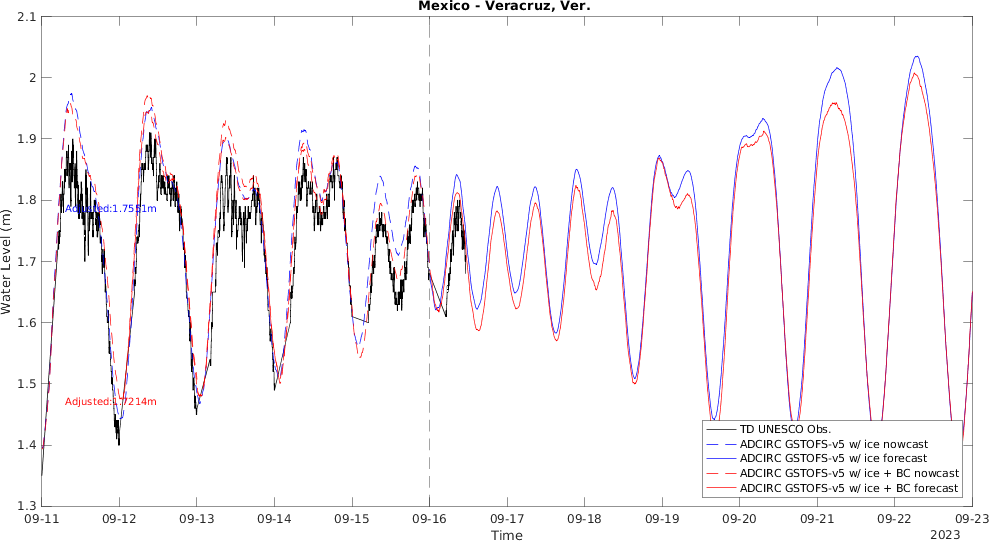 Mexico - Veracruz, Ver.
2.1
2
1.9
1.8
1.7
1.6
1.5
1.4
1.3
Water Level (m)
Adjusted:1.7551m
Adjusted:1.7214m
TD UNESCO Obs.
ADCIRC GSTOFS-v5 w/ ice nowcast
ADCIRC GSTOFS-v5 w/ ice forecast
ADCIRC GSTOFS-v5 w/ ice + BC nowcast
ADCIRC GSTOFS-v5 w/ ice + BC forecast
09-11 09-12 09-13 09-14 09-15 09-16 09-17 09-18 09-19 09-20 09-21 09-22 09-23
Time
2023